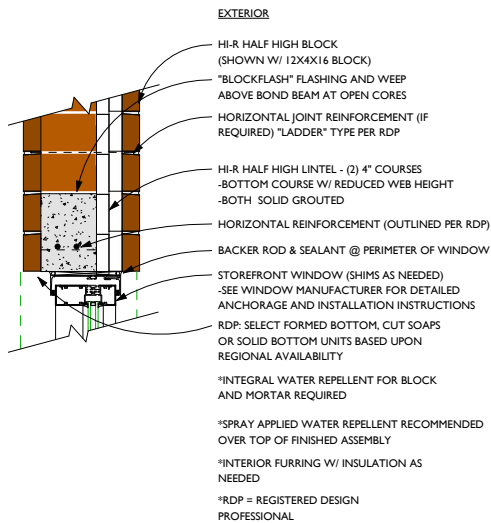 EXTERIOR
HI-R HALF HIGH BLOCK
(SHOWN W/ 12X4X16 BLOCK)
"BLOCKFLASH" FLASHING AND WEEP
ABOVE BOND BEAM AT OPEN CORES
HORIZONTAL JOINT REINFORCEMENT (IF
REQUIRED) "LADDER" TYPE PER RDP
HI-R HALF HIGH LINTEL - (2) 4" COURSES
-BOTTOM COURSE W/ REDUCED WEB HEIGHT
-BOTH SOLID GROUTED
HORIZONTAL REINFORCEMENT (OUTLINED PER RDP)
BACKER ROD & SEALANT @ PERIMETER OF WINDOW
STOREFRONT WINDOW (SHIMS AS NEEDED)
-SEE WINDOW MANUFACTURER FOR DETAILED
ANCHORAGE AND INSTALLATION INSTRUCTIONS
RDP: SELECT FORMED BOTTOM, CUT SOAPS
OR SOLID BOTTOM UNITS BASED UPON
REGIONAL AVAILABILITY
*INTEGRAL WATER REPELLENT FOR BLOCK
AND MORTAR REQUIRED
*SPRAY APPLIED WATER REPELLENT RECOMMENDED
OVER TOP OF FINISHED ASSEMBLY
*INTERIOR FURRING W/ INSULATION AS
NEEDED
*RDP = REGISTERED DESIGN
PROFESSIONAL